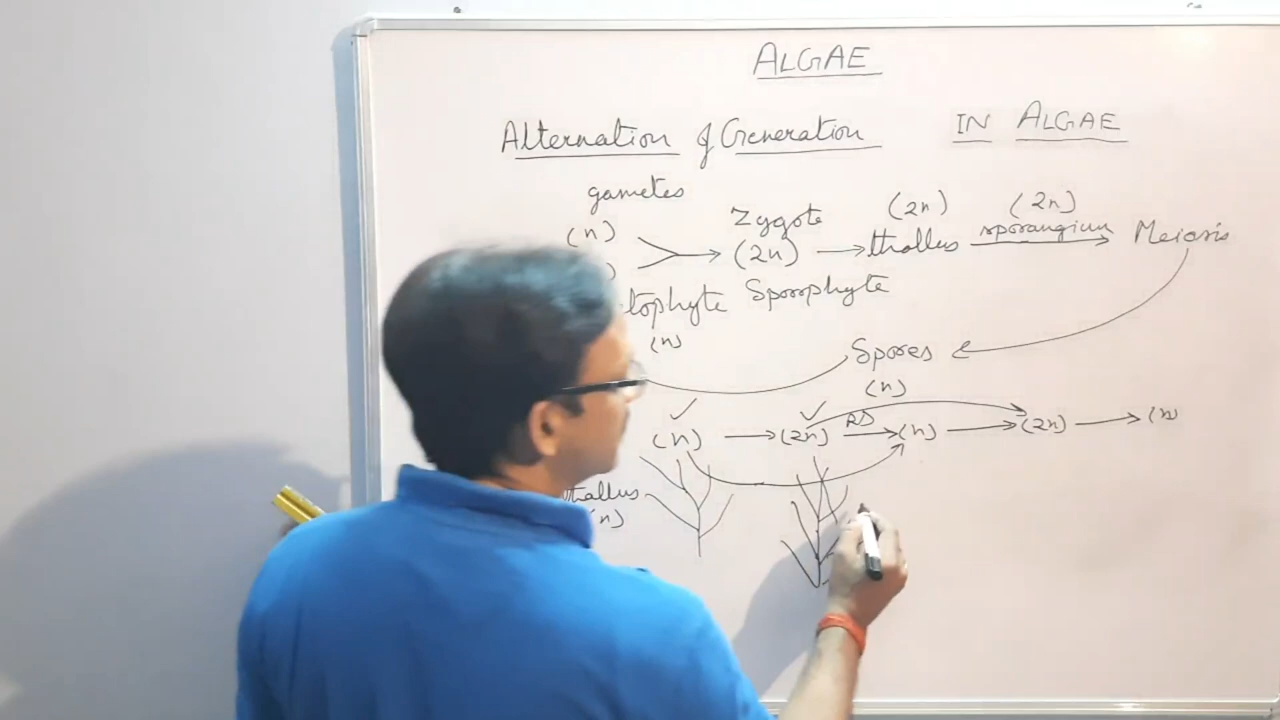 ALGAE
Alternation of Generation IN ALGAE
gametes
(n) Zygote (2n) (2n)
(2n) → thallus sporangium → Meiosis
tophyte Sporophyte
(n) Spores
(n)
✓ ✓
(n) → (2n) RD → (n) → (2n) → (n)
thallus
(n)